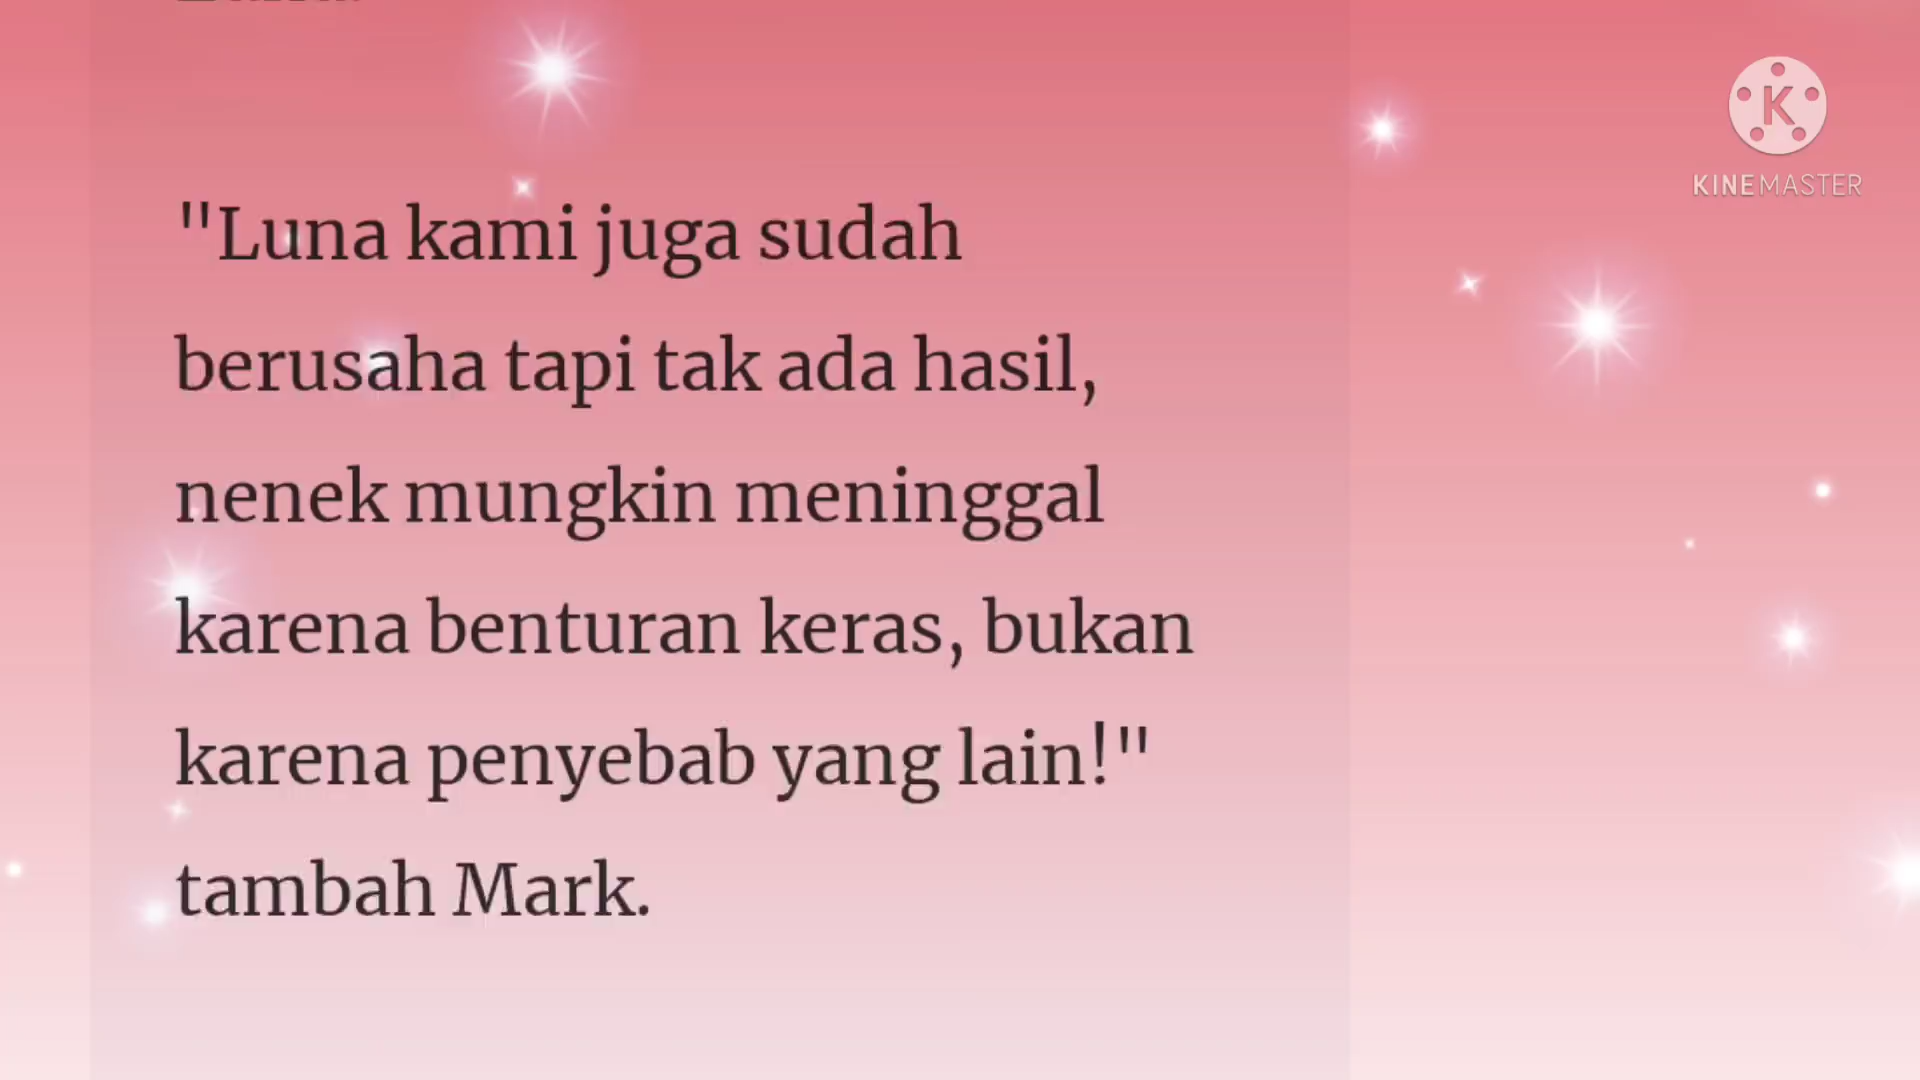 "Luna kami juga sudah
berusaha tapi tak ada hasil,
nenek mungkin meninggal
karena benturan keras, bukan
karena penyebab yang lain!"
tambah Mark.
K
KINEMASTER